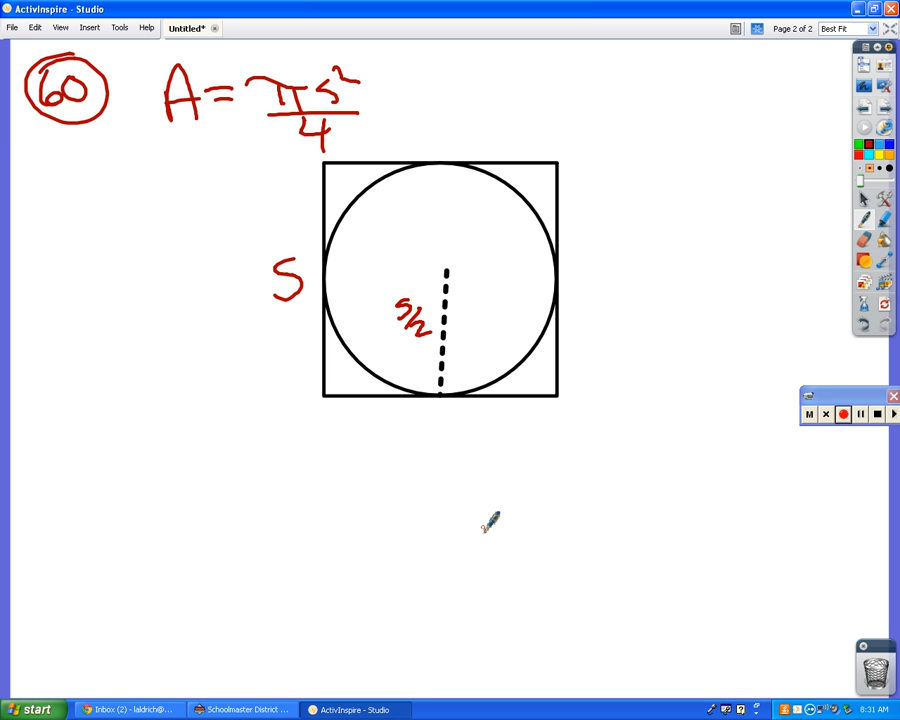 ActivInspire - Studio
File Edit View Insert Tools Help Untitled* Page 2 of 2 Best Fit
60 A = πs²/4
S
s/2
M
start Inbox (2) - laldrich@... Schoolmaster District ... ActivInspire - Studio 8:31 AM